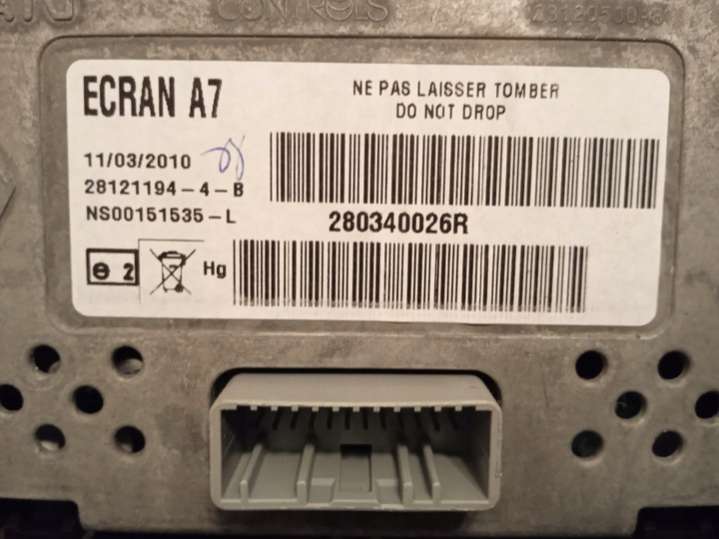 CONTROLS
ECRAN A7
NE PAS LAISSER TOMBER
DO NOT DROP
11/03/2010
28121194-4-B
NS00151535-L
280340026R
2
Hg